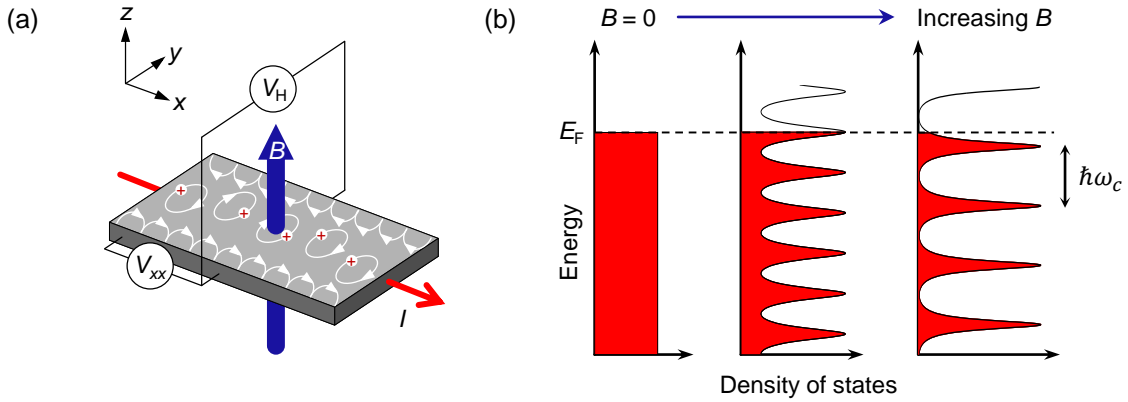 (a)
z
y
x
V_H
B
+
+
+
+
+
V_xx
I
(b)
B = 0
Increasing B
E_F
ℏω_c
Energy
Density of states